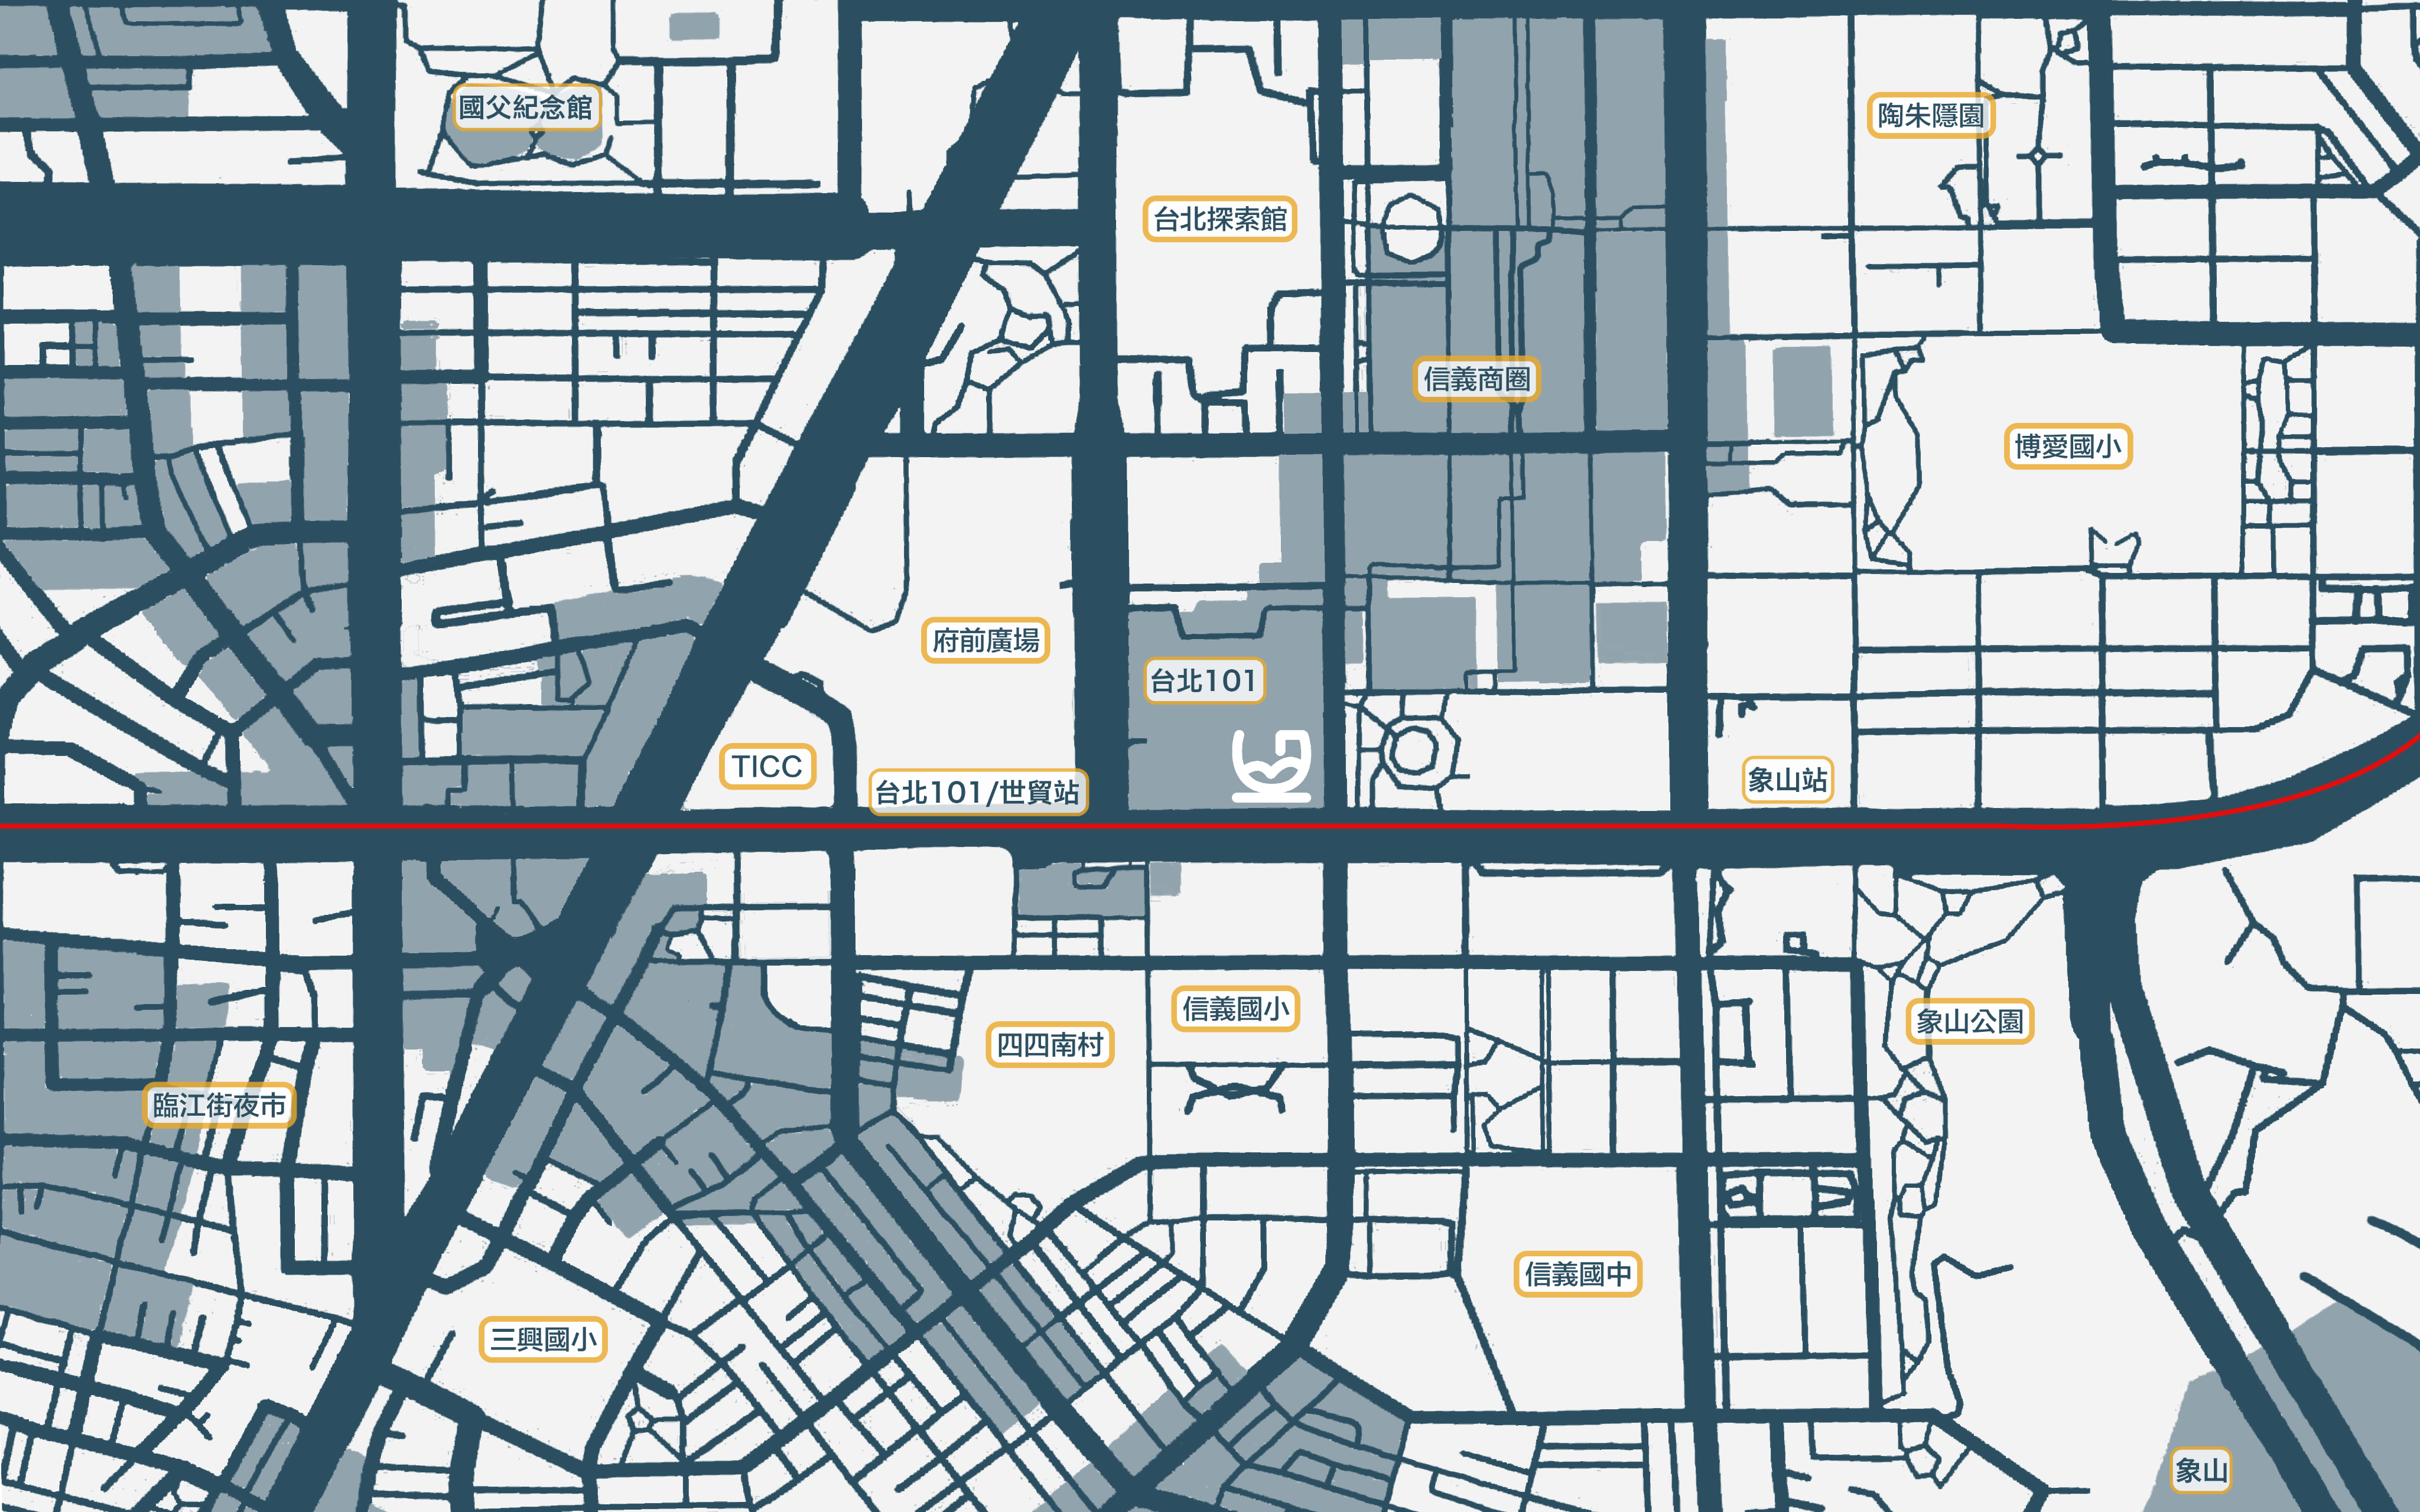 國父紀念館
陶朱隱園
台北探索館
信義商圈
博愛國小
府前廣場
台北101
TICC
台北101/世貿站
象山站
信義國小
象山公園
四四南村
臨江街夜市
信義國中
三興國小
象山